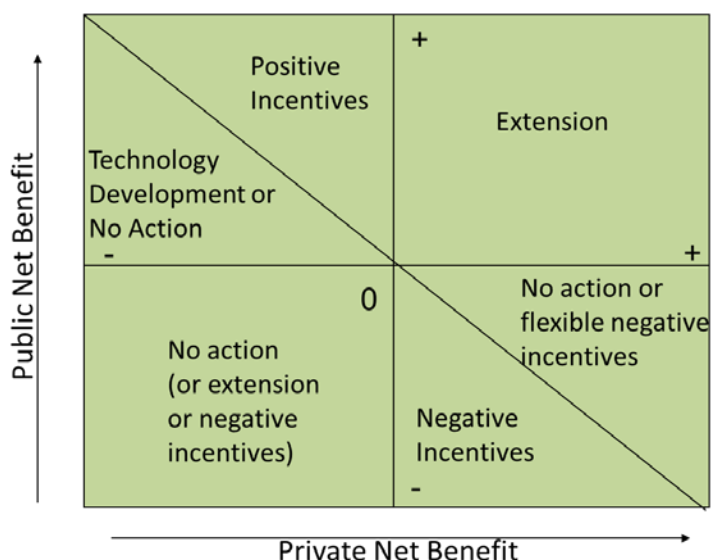 +
Positive
Incentives
Extension
Technology
Development or
No Action
-
+
0
No action or
flexible negative
incentives
No action
(or extension
or negative
incentives)
Negative
Incentives
-
Public Net Benefit
Private Net Benefit